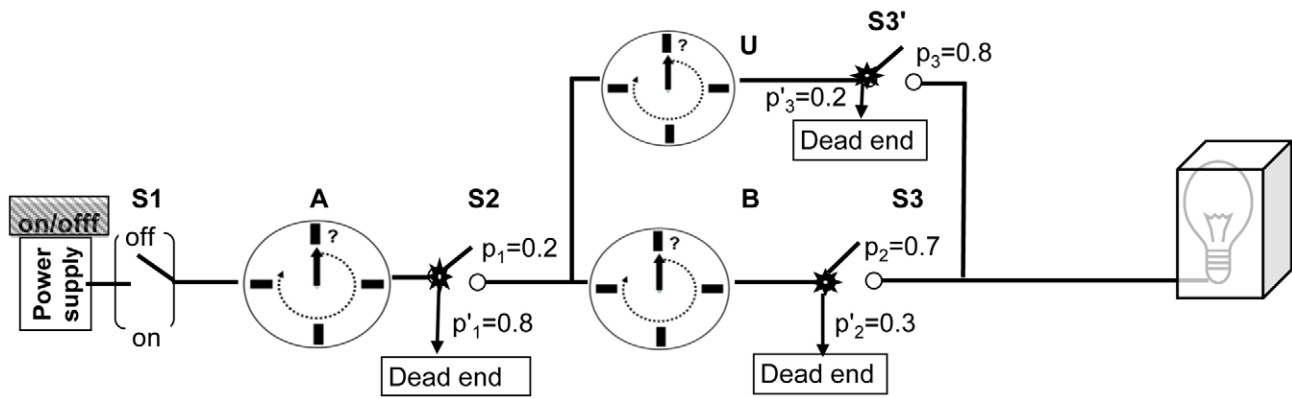 U
S3'
?
p3=0.8
p'3=0.2
Dead end
on/offf
S1
A
S2
B
S3
off
?
?
p1=0.2
p2=0.7
Power
supply
on
p'1=0.8
p'2=0.3
Dead end
Dead end